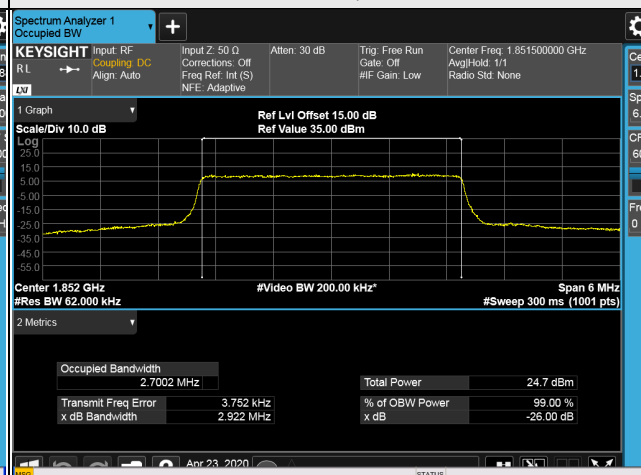 Spectrum Analyzer 1
Occupied BW
+
KEYSIGHT
R L
LXI
Input: RF
Coupling: DC
Align: Auto
Input Z: 50 Ω
Corrections: Off
Freq Ref: Int (S)
NFE: Adaptive
Atten: 30 dB
Trig: Free Run
Gate: Off
#IF Gain: Low
Center Freq: 1.851500000 GHz
Avg|Hold: 1/1
Radio Std: None
1 Graph
Scale/Div 10.0 dB
Ref Lvl Offset 15.00 dB
Ref Value 35.00 dBm
Log
25.0
15.0
5.00
-5.00
-15.0
-25.0
-35.0
-45.0
-55.0
Center 1.852 GHz
#Res BW 62.000 kHz
#Video BW 200.00 kHz*
Span 6 MHz
#Sweep 300 ms (1001 pts)
2 Metrics
Occupied Bandwidth
2.7002 MHz
Transmit Freq Error 3.752 kHz
x dB Bandwidth 2.922 MHz
Total Power 24.7 dBm
% of OBW Power 99.00 %
x dB -26.00 dB
Apr 23, 2020
MSG
STATUS